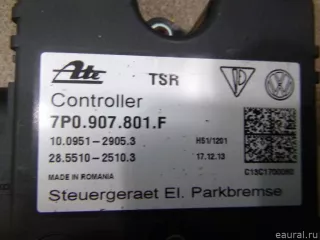 Ate TSR
Controller
7P0.907.801.F
10.0951-2905.3 H51/1201
28.5510-2510.3 17.12.13
MADE IN ROMANIA
Steuergeraet El. Parkbremse
eaural.ru